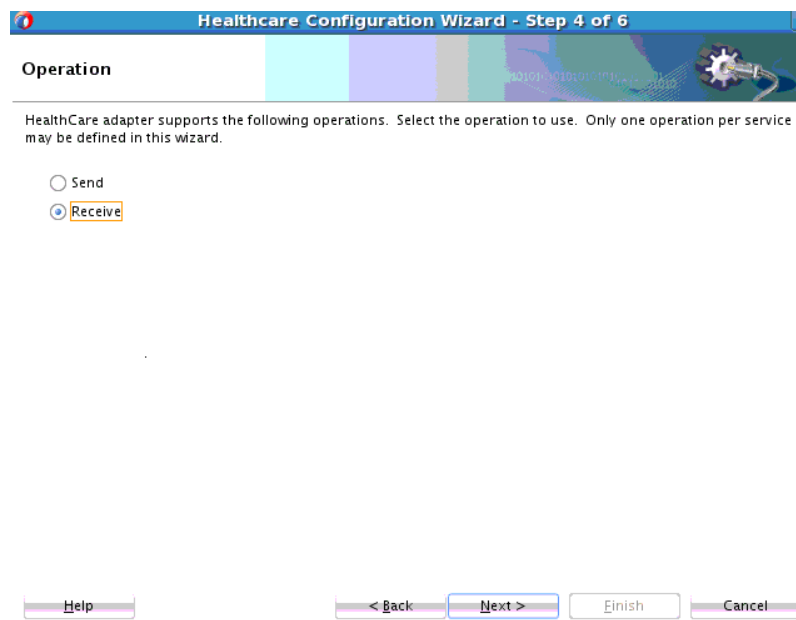 Healthcare Configuration Wizard - Step 4 of 6
Operation
HealthCare adapter supports the following operations. Select the operation to use. Only one operation per service
may be defined in this wizard.
Send
Receive
Help
< Back
Next >
Finish
Cancel